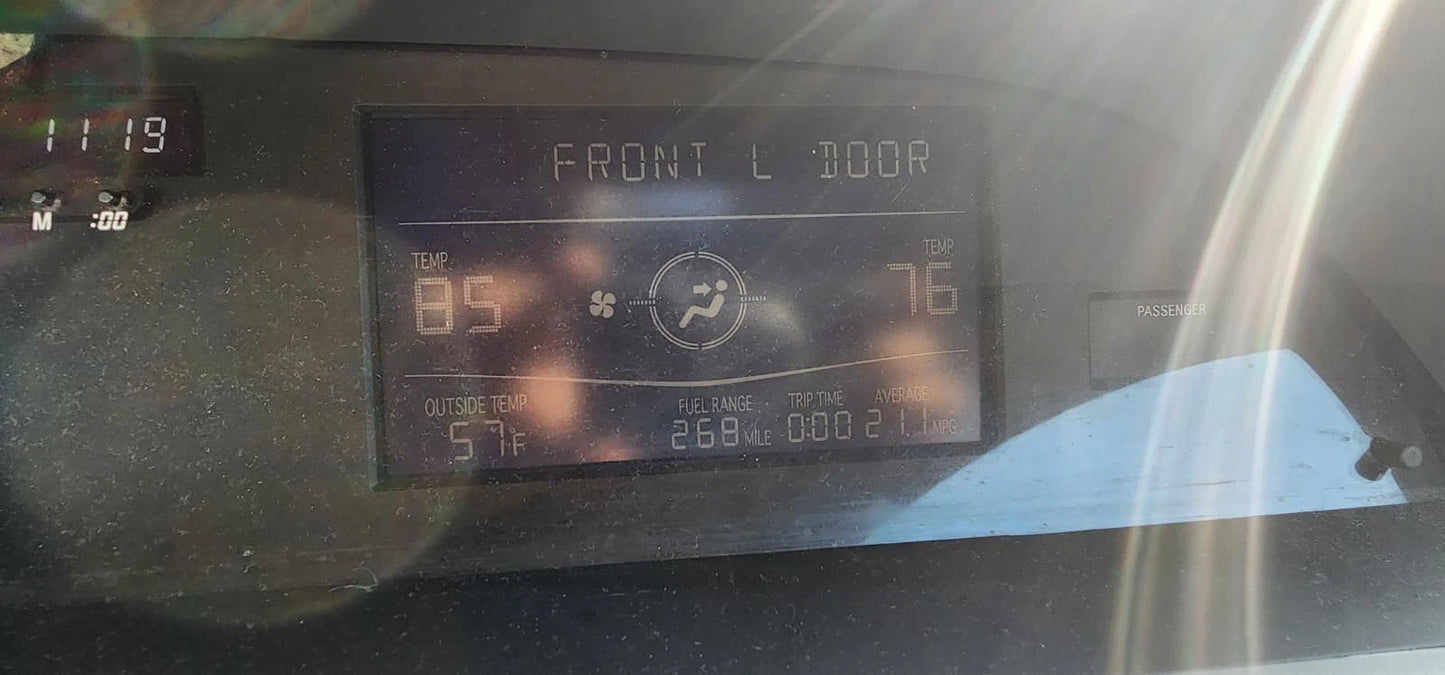 11 19
M :00
FRONT L DOOR
TEMP
85
TEMP
76
OUTSIDE TEMP
57°F
FUEL RANGE
268 MILE
TRIP TIME
0:00
AVERAGE
21.1 MPG
PASSENGER